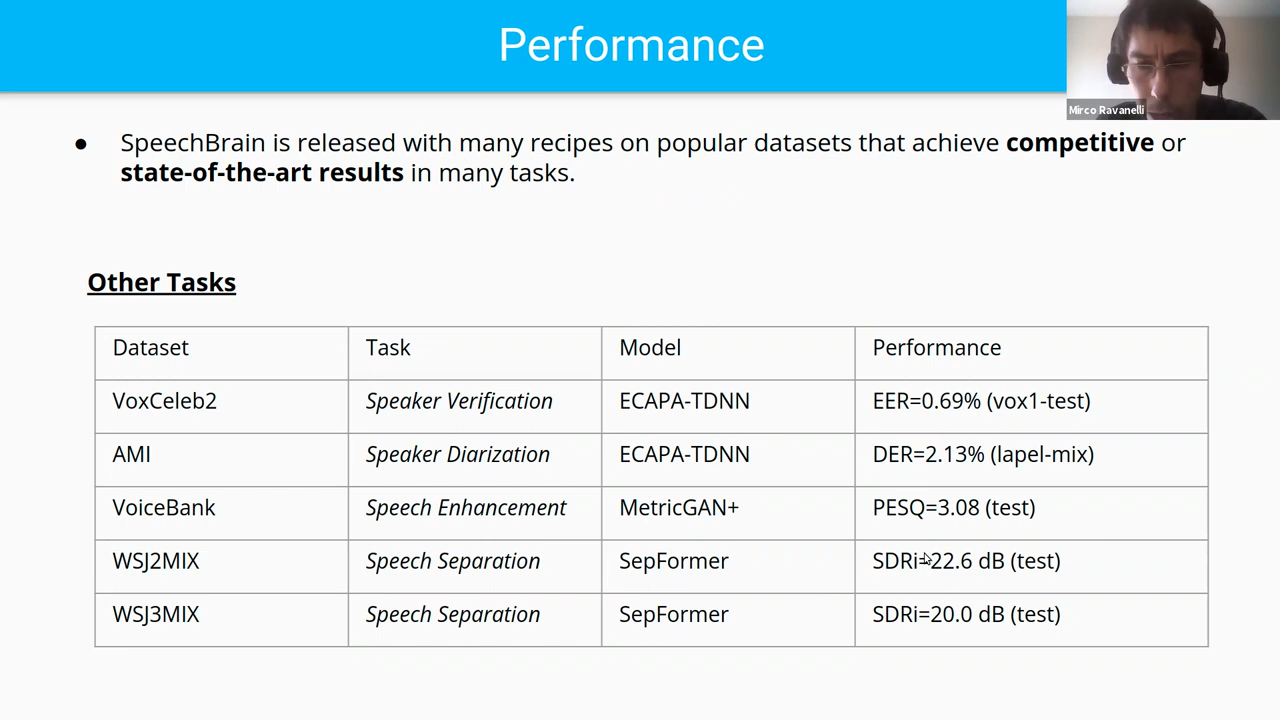 Performance
Mirco Ravanelli
● SpeechBrain is released with many recipes on popular datasets that achieve competitive or
state-of-the-art results in many tasks.
Other Tasks
Dataset Task Model Performance
VoxCeleb2 Speaker Verification ECAPA-TDNN EER=0.69% (vox1-test)
AMI Speaker Diarization ECAPA-TDNN DER=2.13% (lapel-mix)
VoiceBank Speech Enhancement MetricGAN+ PESQ=3.08 (test)
WSJ2MIX Speech Separation SepFormer SDRi=22.6 dB (test)
WSJ3MIX Speech Separation SepFormer SDRi=20.0 dB (test)